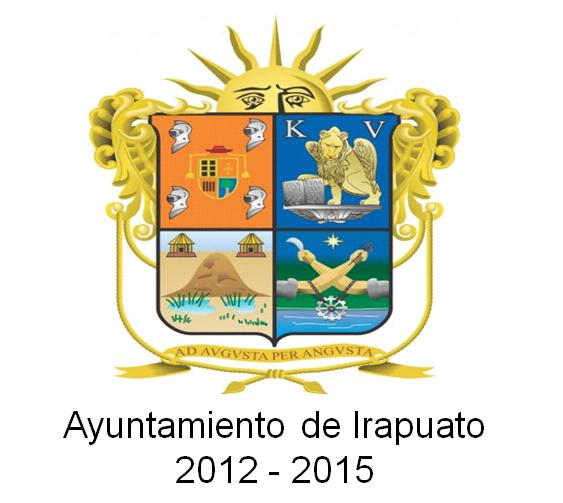 K V
AD AVGVSTA PER ANGVSTA
Ayuntamiento de Irapuato
2012 - 2015